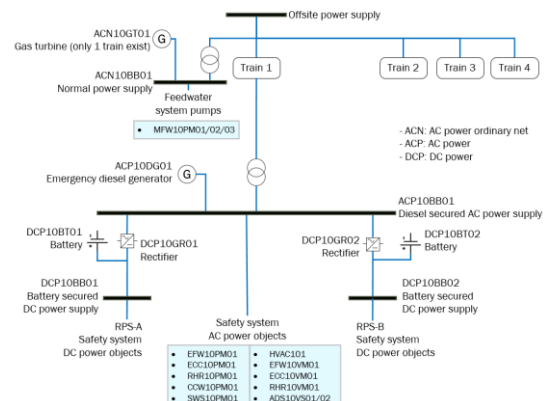 Offsite power supply
ACN10GT01
Gas turbine (only 1 train exist)
G
Train 1
Train 2
Train 3
Train 4
ACN10BB01
Normal power supply
Feedwater
system pumps
• MFW10PM01/02/03
- ACN: AC power ordinary net
- ACP: AC power
- DCP: DC power
ACP10DG01
Emergency diesel generator
G
ACP10BB01
Diesel secured AC power supply
DCP10BT01
Battery
DCP10GR01
Rectifier
DCP10GR02
Rectifier
DCP10BT02
Battery
DCP10BB01
Battery secured
DC power supply
DCP10BB02
Battery secured
DC power supply
RPS-A
Safety system
DC power objects
Safety system
AC power objects
RPS-B
Safety system
DC power objects
• EFW10PM01
• ECC10PM01
• RHR10PM01
• CCW10PM01
• SWS10PM01
• HVAC101
• EFW10VM01
• ECC10VM01
• RHR10VM01
• ADS10VS01/02